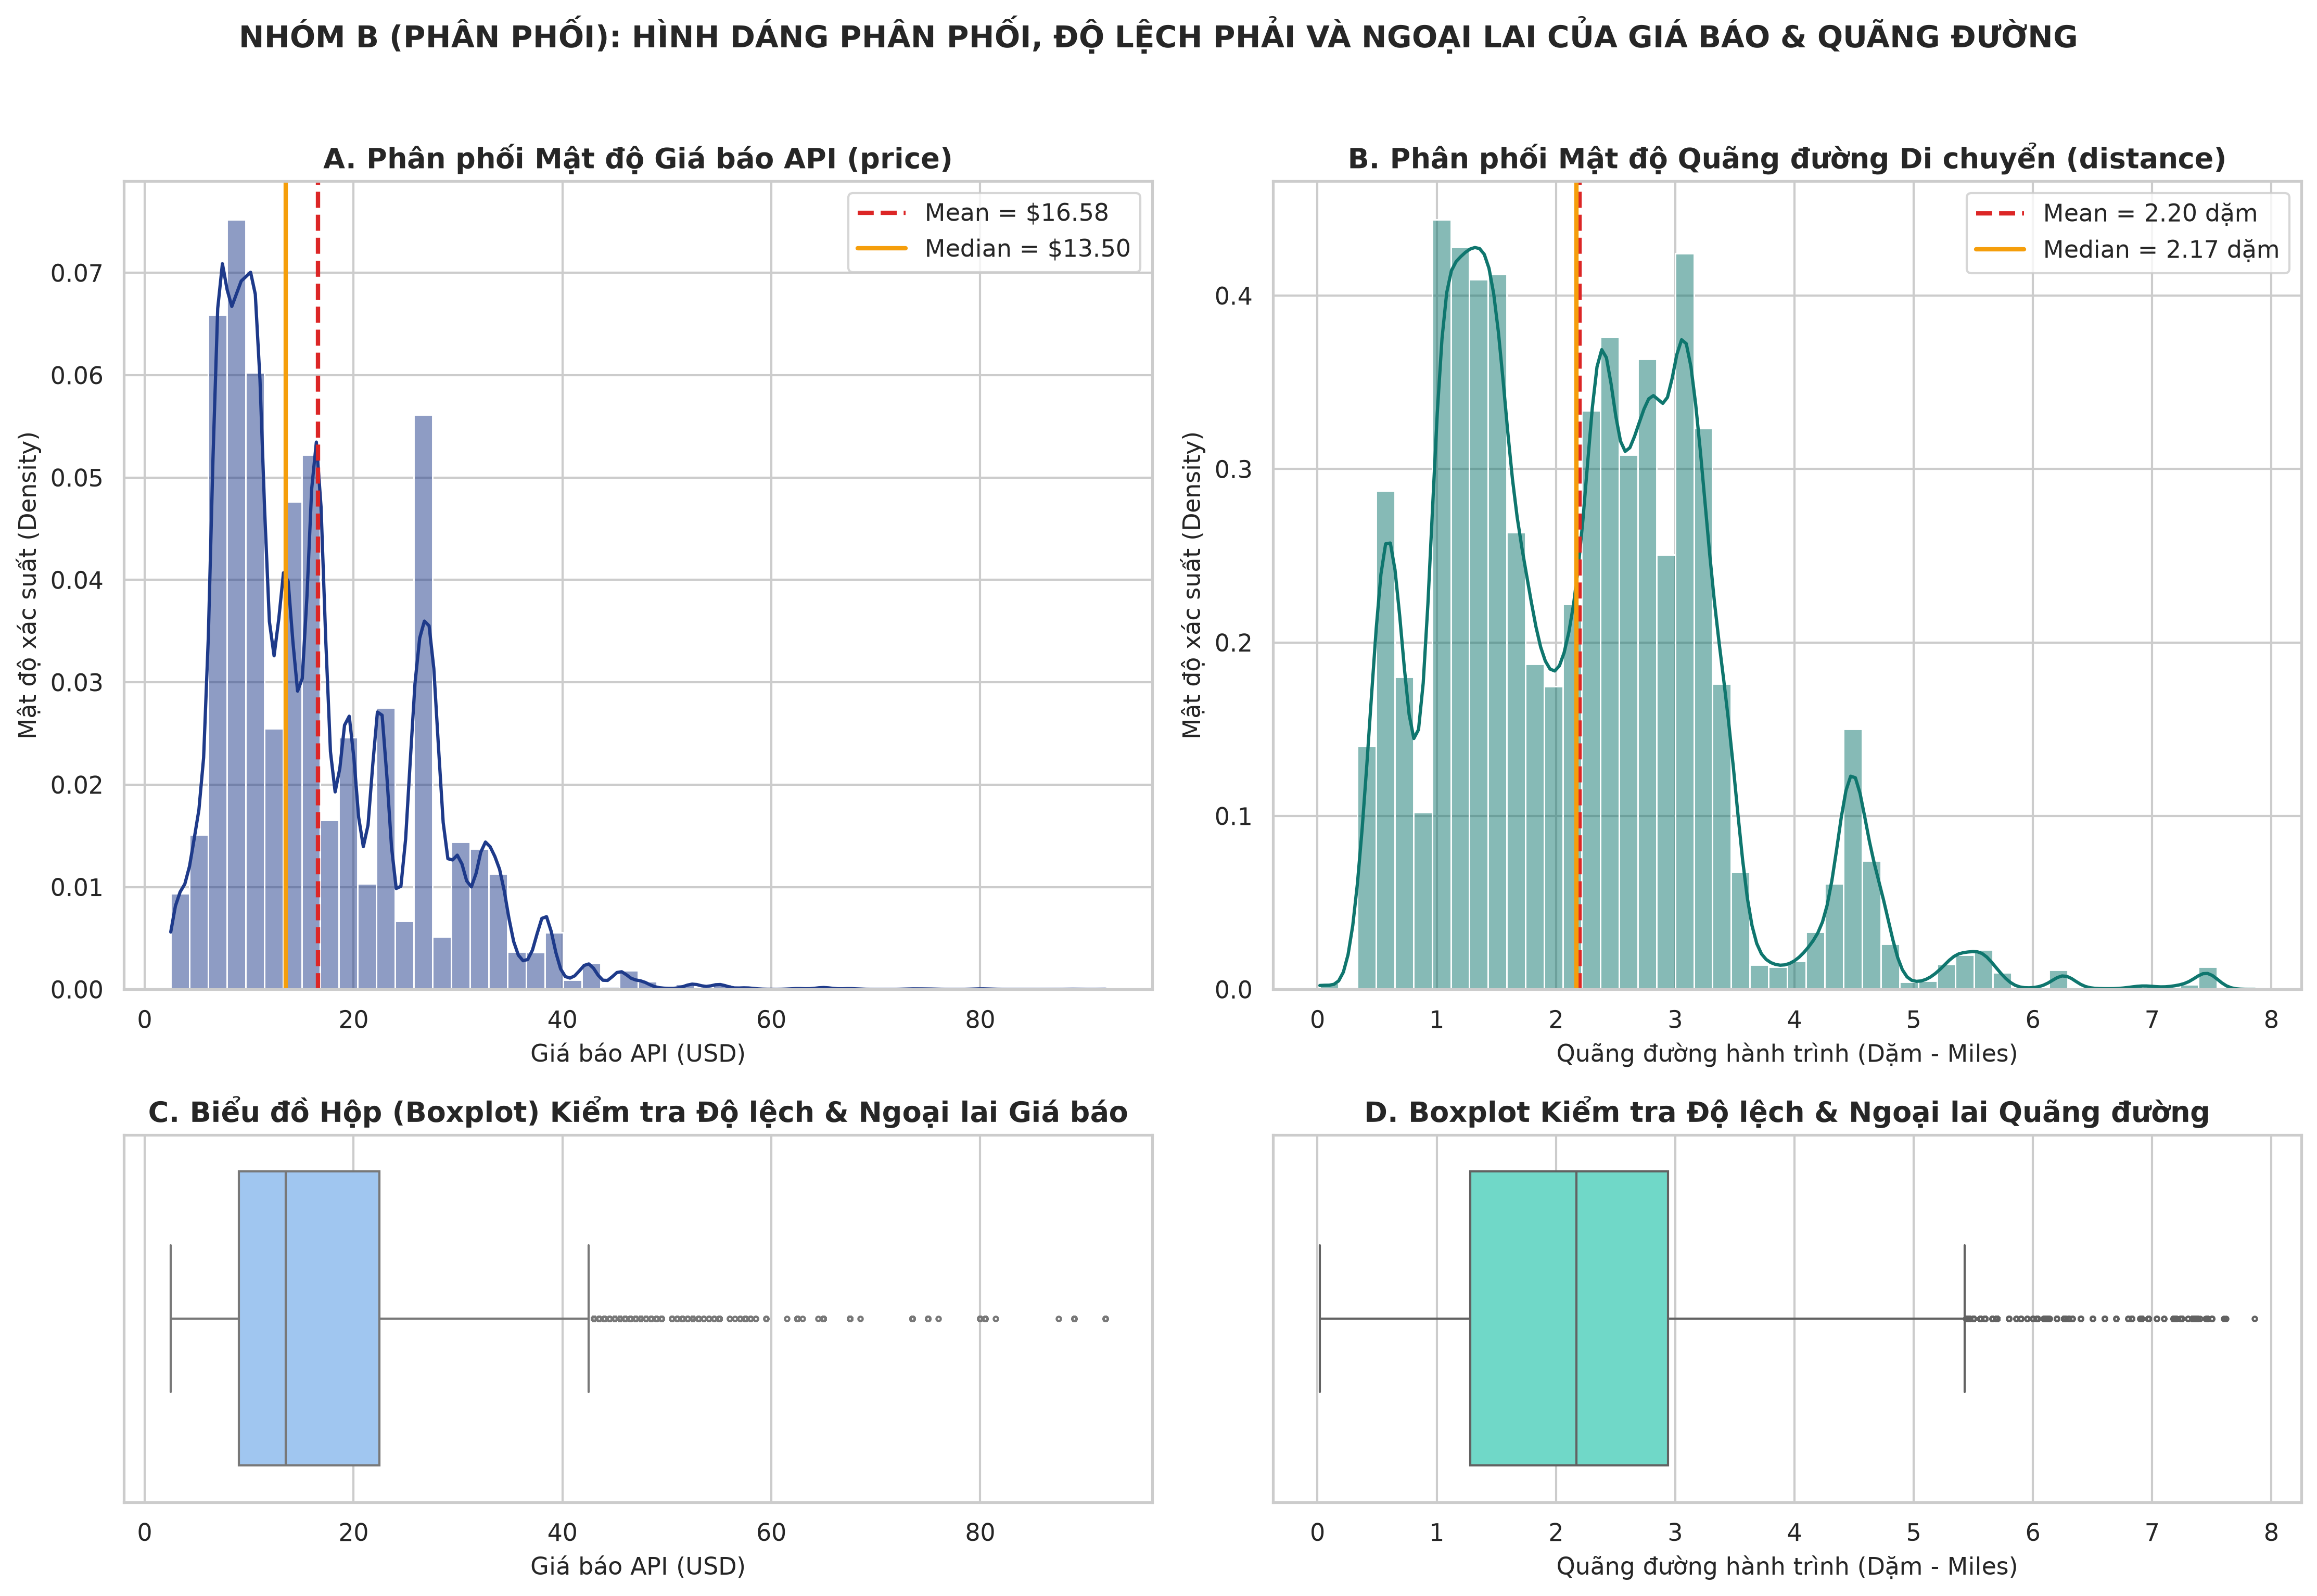 NHÓM B (PHÂN PHỐI): HÌNH DÁNG PHÂN PHỐI, ĐỘ LỆCH PHẢI VÀ NGOẠI LAI CỦA GIÁ BÁO & QUÃNG ĐƯỜNG
A. Phân phối Mật độ Giá báo API (price)
Mean = $16.58
Median = $13.50
Mật độ xác suất (Density)
0.07
0.06
0.05
0.04
0.03
0.02
0.01
0.00
0 20 40 60 80
Giá báo API (USD)
B. Phân phối Mật độ Quãng đường Di chuyển (distance)
Mean = 2.20 dặm
Median = 2.17 dặm
Mật độ xác suất (Density)
0.4
0.3
0.2
0.1
0.0
0 1 2 3 4 5 6 7 8
Quãng đường hành trình (Dặm - Miles)
C. Biểu đồ Hộp (Boxplot) Kiểm tra Độ lệch & Ngoại lai Giá báo
0 20 40 60 80
Giá báo API (USD)
D. Boxplot Kiểm tra Độ lệch & Ngoại lai Quãng đường
0 1 2 3 4 5 6 7 8
Quãng đường hành trình (Dặm - Miles)